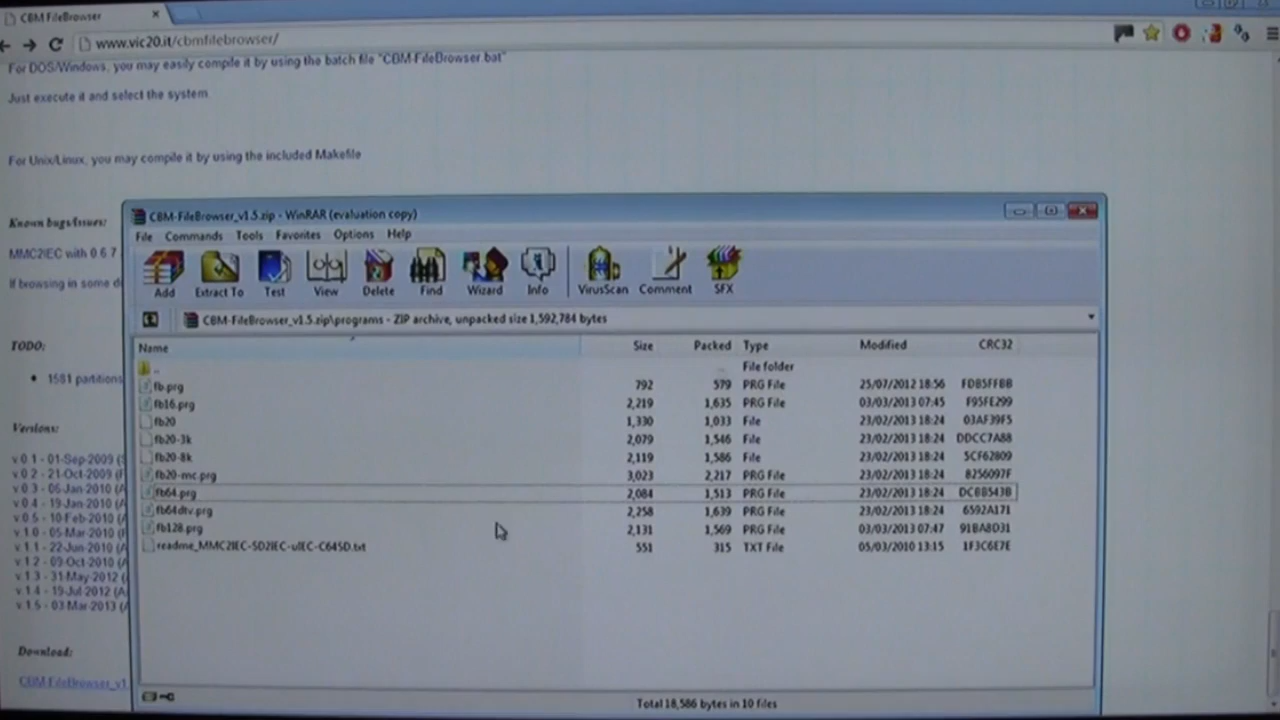 CBM FileBrowser
www.vic20.it/cbmfilebrowser/
For DOS/Windows, you may easily compile it by using the batch file "CBM-FileBrowser.bat"
Just execute it and select the system
For Unix/Linux, you may compile it by using the included Makefile
Known bugs/issues:
MMC2IEC with 0 6 7
If browsing in some d
TODO:
1581 partitions
Versions:
v 0.1 - 01-Sep-2009 (
v 0.2 - 21-Oct-2009 (
v 0.3 - 06-Jan-2010 (A
v 0.4 - 19-Jan-2010 (A
v 0.5 - 10-Feb-2010 (A
v 1.0 - 05-Mar-2010 (
v 1.1 - 22-Jun-2010 (A
v 1.2 - 09-Oct-2010 (A
v 1.3 - 31-May-2012 (
v 1.4 - 19-Jul-2012 (A
v 1.5 - 03-Mar-2013 (A
Download:
CBM-FileBrowser_v1
CBM-FileBrowser_v1.5.zip - WinRAR (evaluation copy)
File Commands Tools Favorites Options Help
Add Extract To Test View Delete Find Wizard Info VirusScan Comment SFX
CBM-FileBrowser_v1.5.zip\programs - ZIP archive, unpacked size 1,592,784 bytes
Name Size Packed Type Modified CRC32
.. File folder
fb.prg 792 579 PRG File 25/07/2012 18:56 FDB5FFBB
fb16.prg 2,219 1,635 PRG File 03/03/2013 07:45 F95FE299
fb20 1,330 1,033 File 23/02/2013 18:24 03AF39F5
fb20-3k 2,079 1,546 File 23/02/2013 18:24 DDCC7A88
fb20-8k 2,119 1,586 File 23/02/2013 18:24 5CF62809
fb20-mc.prg 3,023 2,217 PRG File 23/02/2013 18:24 8256097F
fb64.prg 2,084 1,513 PRG File 23/02/2013 18:24 DCBB543B
fb64dtv.prg 2,258 1,639 PRG File 23/02/2013 18:24 6592A171
fb128.prg 2,131 1,569 PRG File 03/03/2013 07:47 91BA8D31
readme_MMC2IEC-SD2IEC-uIEC-C64SD.txt 551 315 TXT File 05/03/2010 13:15 1F3C6E7E
Total 18,586 bytes in 10 files